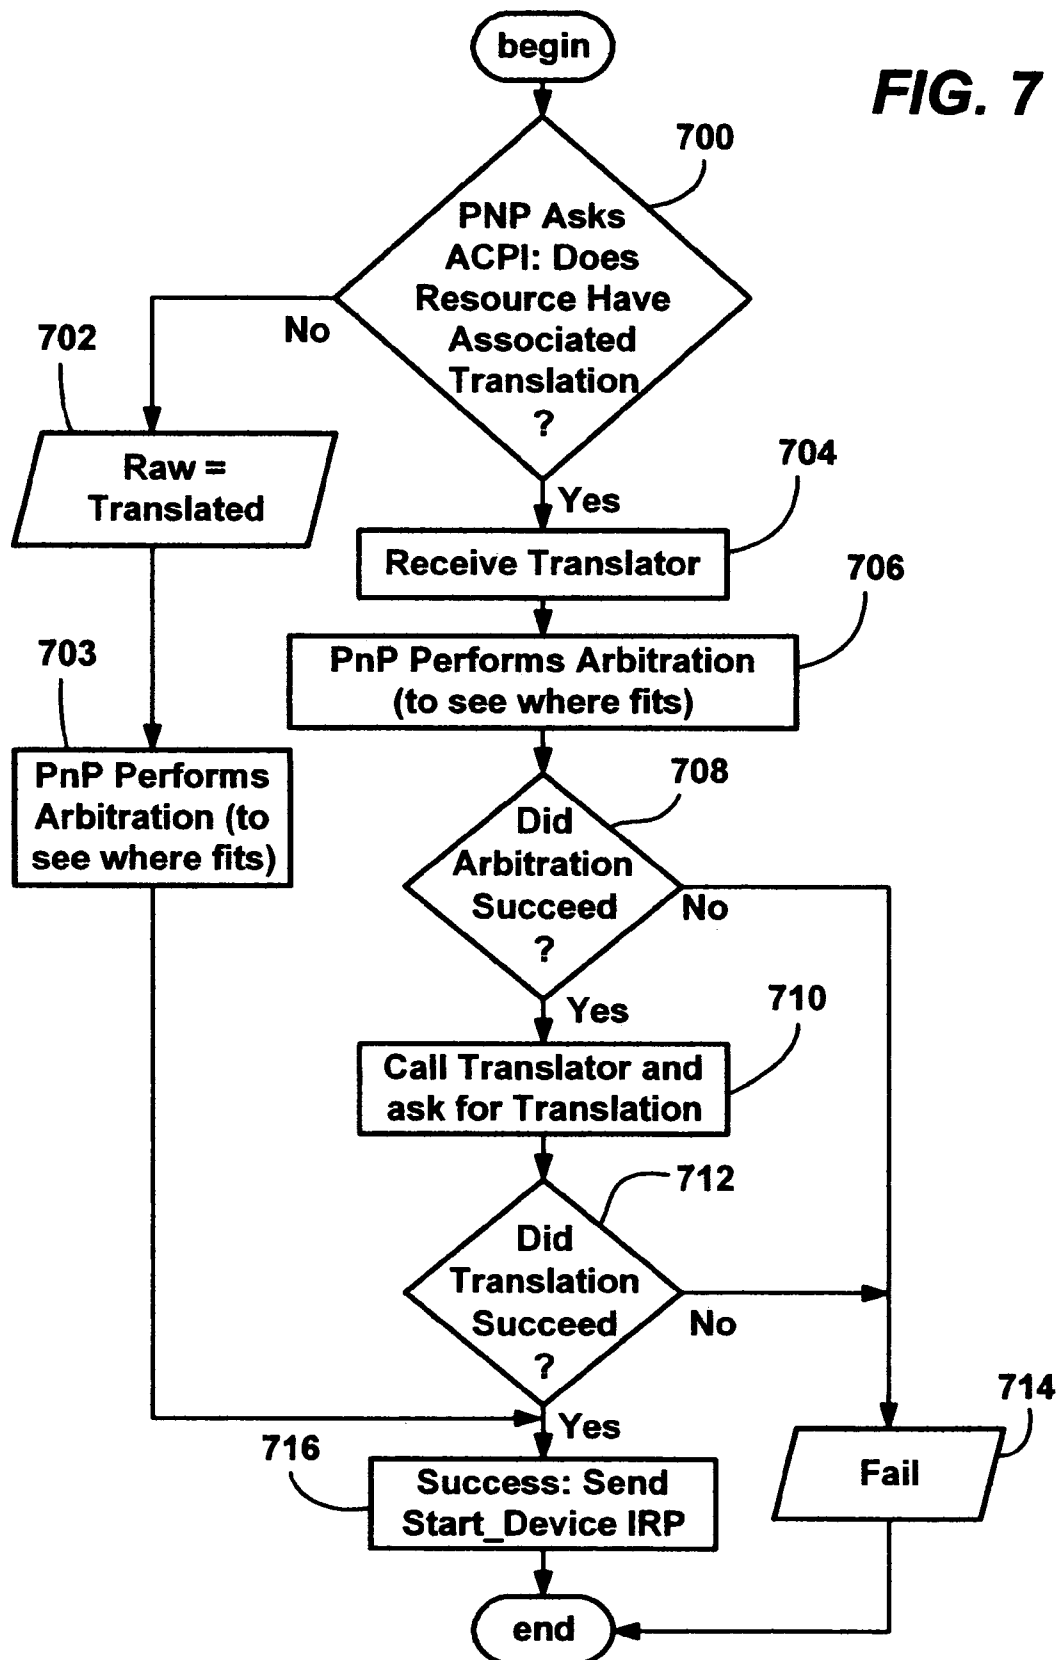 begin
FIG. 7
700
PNP Asks
ACPI: Does
Resource Have
Associated
Translation
?
No
702
Raw =
Translated
Yes
704
Receive Translator
706
PnP Performs Arbitration
(to see where fits)
703
PnP Performs
Arbitration (to
see where fits)
708
Did
Arbitration
Succeed
?
No
Yes
710
Call Translator and
ask for Translation
712
Did
Translation
Succeed
?
No
Yes
714
Fail
716
Success: Send
Start_Device IRP
end